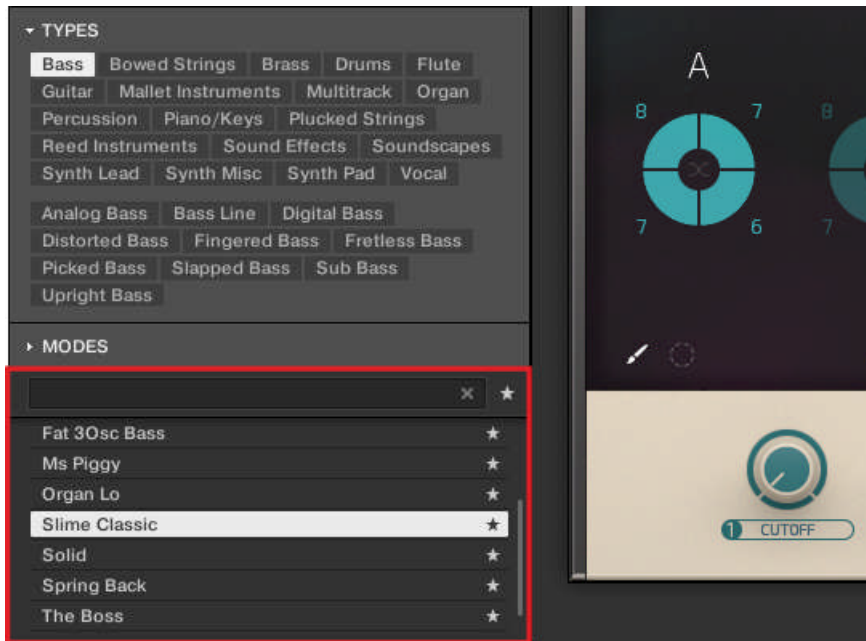 TYPES
Bass Bowed Strings Brass Drums Flute
Guitar Mallet Instruments Multitrack Organ
Percussion Piano/Keys Plucked Strings
Reed Instruments Sound Effects Soundscapes
Synth Lead Synth Misc Synth Pad Vocal
Analog Bass Bass Line Digital Bass
Distorted Bass Fingered Bass Fretless Bass
Picked Bass Slapped Bass Sub Bass
Upright Bass
MODES
Fat 3Osc Bass
Ms Piggy
Organ Lo
Slime Classic
Solid
Spring Back
The Boss
A
8 7 8
7 6 7
1 CUTOFF